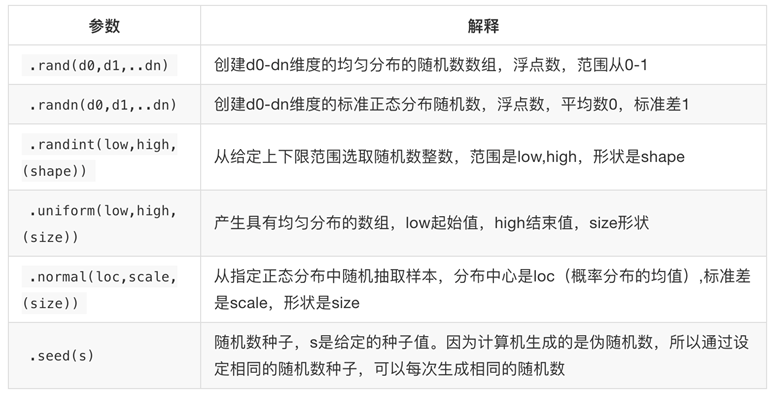 参数 解释
.rand(d0,d1,..dn) 创建d0-dn维度的均匀分布的随机数数组，浮点数，范围从0-1
.randn(d0,d1,..dn) 创建d0-dn维度的标准正态分布随机数，浮点数，平均数0，标准差1
.randint(low,high,
(shape))
从给定上下限范围选取随机数整数，范围是low,high，形状是shape
.uniform(low,high,
(size))
产生具有均匀分布的数组，low起始值，high结束值，size形状
.normal(loc,scale,
(size))
从指定正态分布中随机抽取样本，分布中心是loc（概率分布的均值）,标准差
是scale，形状是size
.seed(s)
随机数种子，s是给定的种子值。因为计算机生成的是伪随机数，所以通过设
定相同的随机数种子，可以每次生成相同的随机数